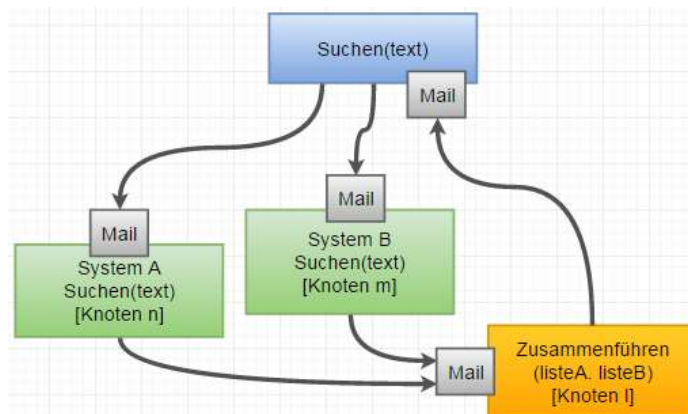 Suchen(text)
Mail
Mail
Mail
System A
Suchen(text)
[Knoten n]
System B
Suchen(text)
[Knoten m]
Mail
Zusammenführen
(listeA. listeB)
[Knoten l]